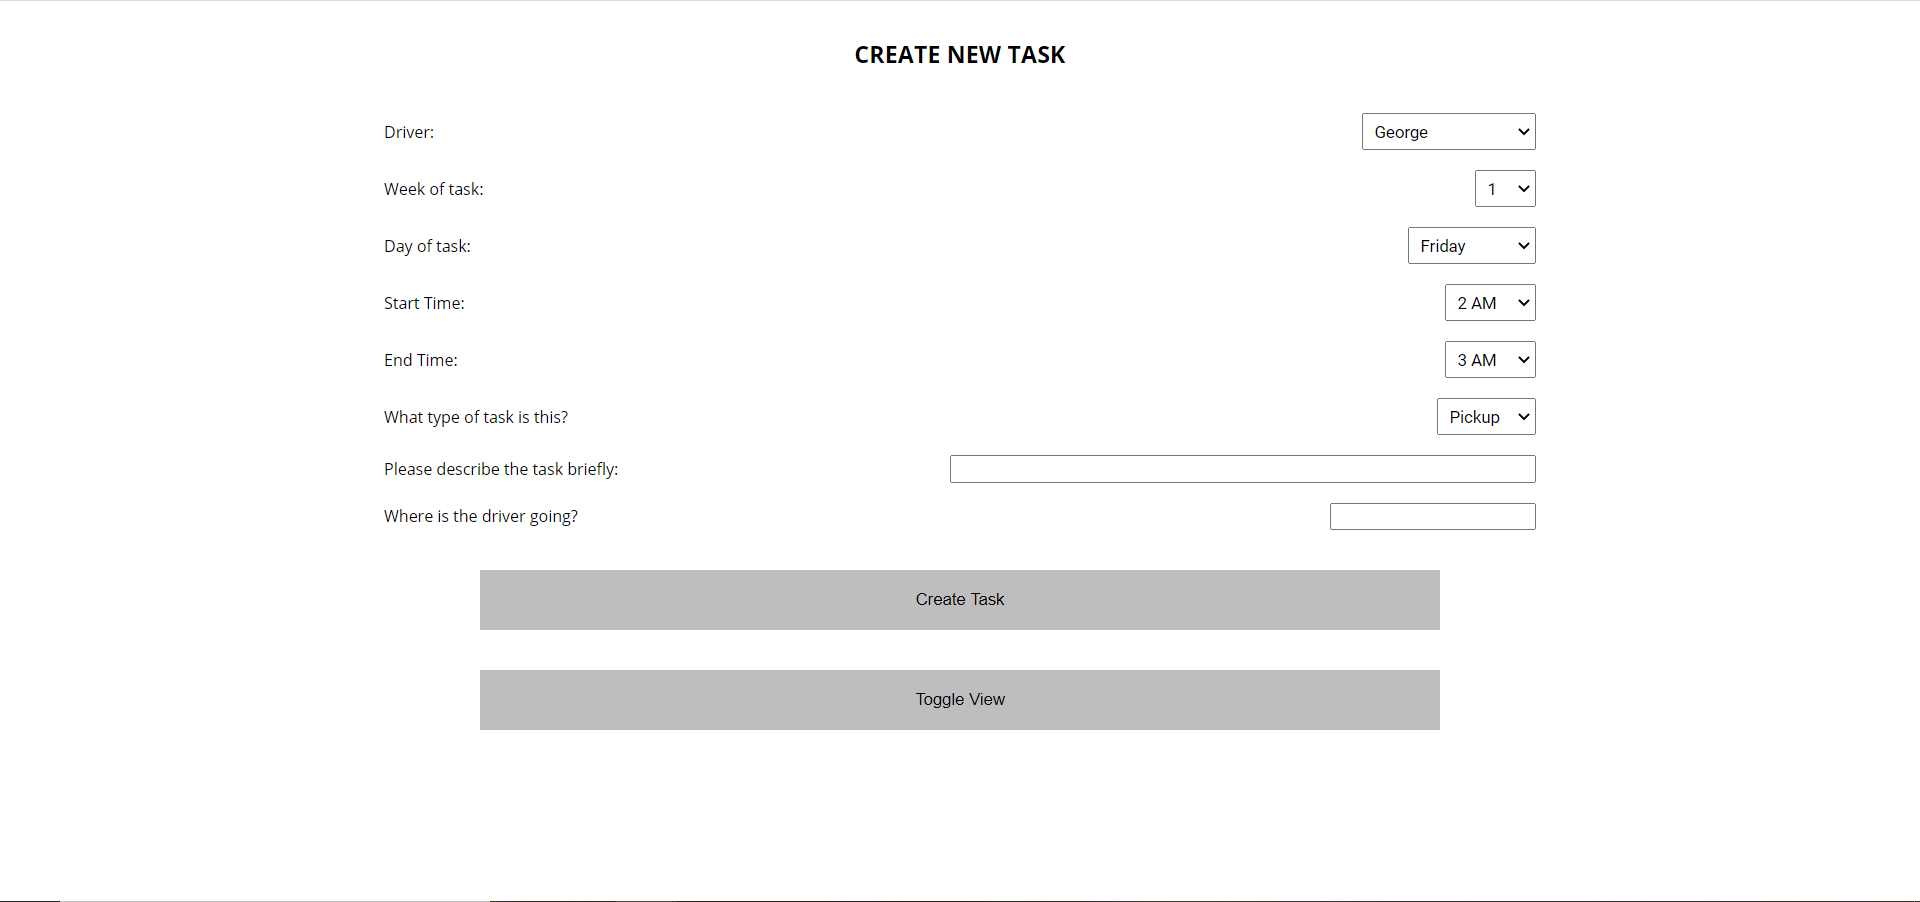 CREATE NEW TASK
Driver: George
Week of task: 1
Day of task: Friday
Start Time: 2 AM
End Time: 3 AM
What type of task is this? Pickup
Please describe the task briefly:
Where is the driver going?
Create Task
Toggle View